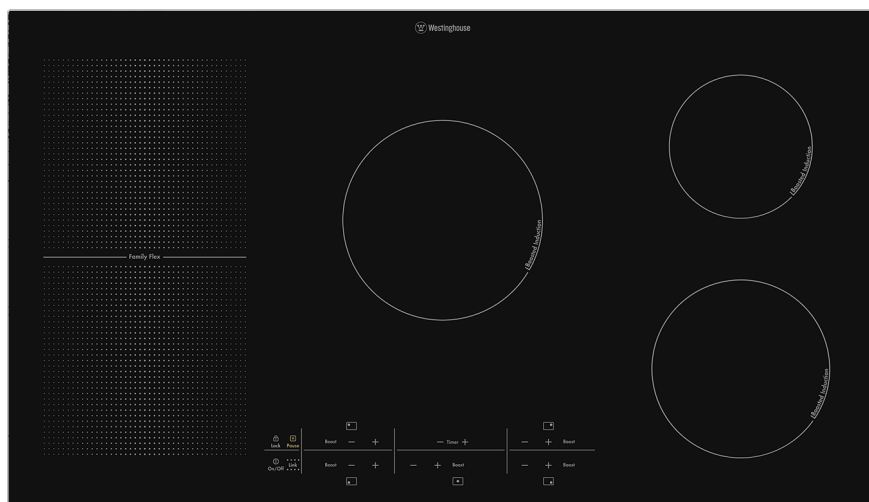 Westinghouse
Boosted Induction
Boosted Induction
Family Flex
Boosted Induction
Lock Pause Boost − + − Timer + − + Boost
On/Off Link Boost − + − + Boost − + Boost